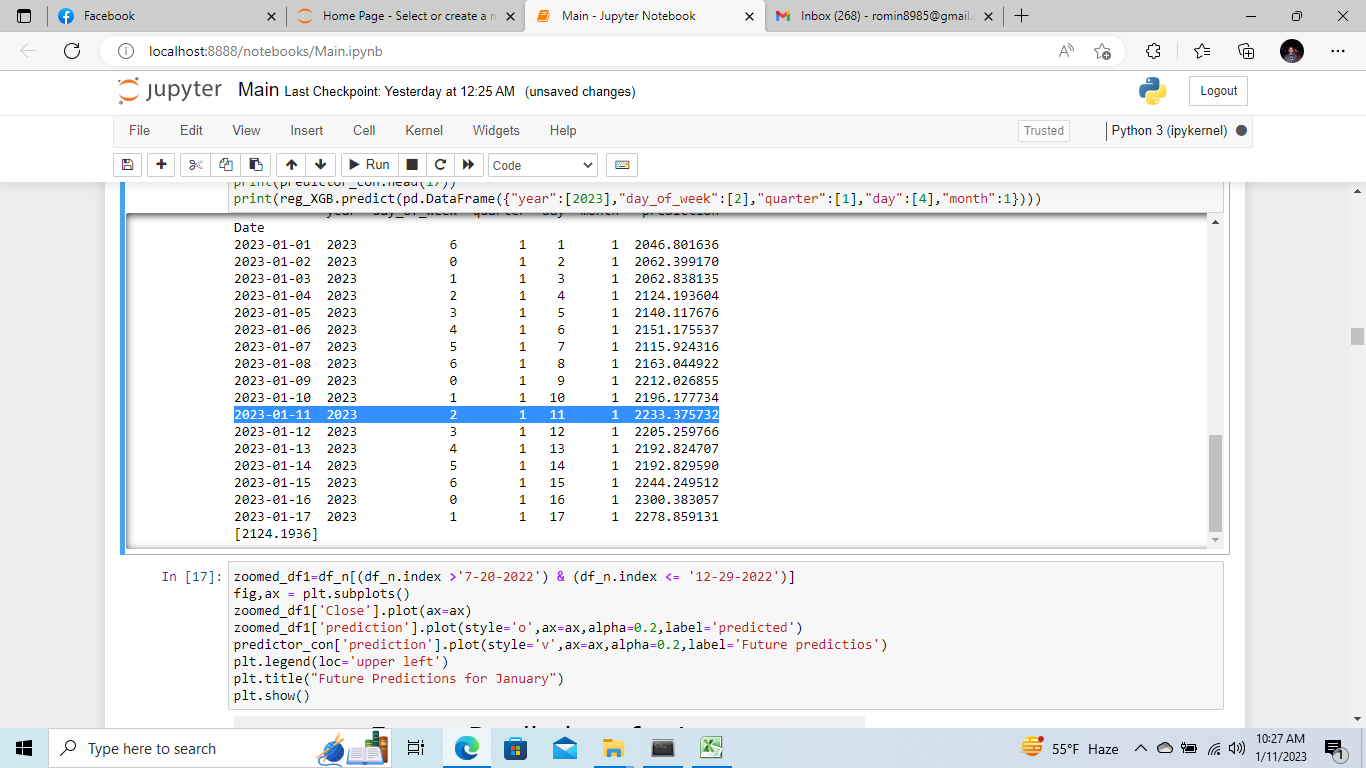 Facebook
Home Page - Select or create a n
Main - Jupyter Notebook
Inbox (268) - romin8985@gmail.
localhost:8888/notebooks/Main.ipynb
jupyter Main Last Checkpoint: Yesterday at 12:25 AM (unsaved changes)
Logout
File Edit View Insert Cell Kernel Widgets Help
Trusted
Python 3 (ipykernel)
Run
Code
print(predictor_con.head(17))
print(reg_XGB.predict(pd.DataFrame({"year":[2023],"day_of_week":[2],"quarter":[1],"day":[4],"month":1})))
year day_of_week quarter day month prediction
Date
2023-01-01 2023 6 1 1 1 2046.801636
2023-01-02 2023 0 1 2 1 2062.399170
2023-01-03 2023 1 1 3 1 2062.838135
2023-01-04 2023 2 1 4 1 2124.193604
2023-01-05 2023 3 1 5 1 2140.117676
2023-01-06 2023 4 1 6 1 2151.175537
2023-01-07 2023 5 1 7 1 2115.924316
2023-01-08 2023 6 1 8 1 2163.044922
2023-01-09 2023 0 1 9 1 2212.026855
2023-01-10 2023 1 1 10 1 2196.177734
2023-01-11 2023 2 1 11 1 2233.375732
2023-01-12 2023 3 1 12 1 2205.259766
2023-01-13 2023 4 1 13 1 2192.824707
2023-01-14 2023 5 1 14 1 2192.829590
2023-01-15 2023 6 1 15 1 2244.249512
2023-01-16 2023 0 1 16 1 2300.383057
2023-01-17 2023 1 1 17 1 2278.859131
[2124.1936]
In [17]:
zoomed_df1=df_n[(df_n.index >'7-20-2022') & (df_n.index <= '12-29-2022')]
fig,ax = plt.subplots()
zoomed_df1['Close'].plot(ax=ax)
zoomed_df1['prediction'].plot(style='o',ax=ax,alpha=0.2,label='predicted')
predictor_con['prediction'].plot(style='v',ax=ax,alpha=0.2,label='Future predictios')
plt.legend(loc='upper left')
plt.title("Future Predictions for January")
plt.show()
Type here to search
55°F Haze
10:27 AM
1/11/2023
1